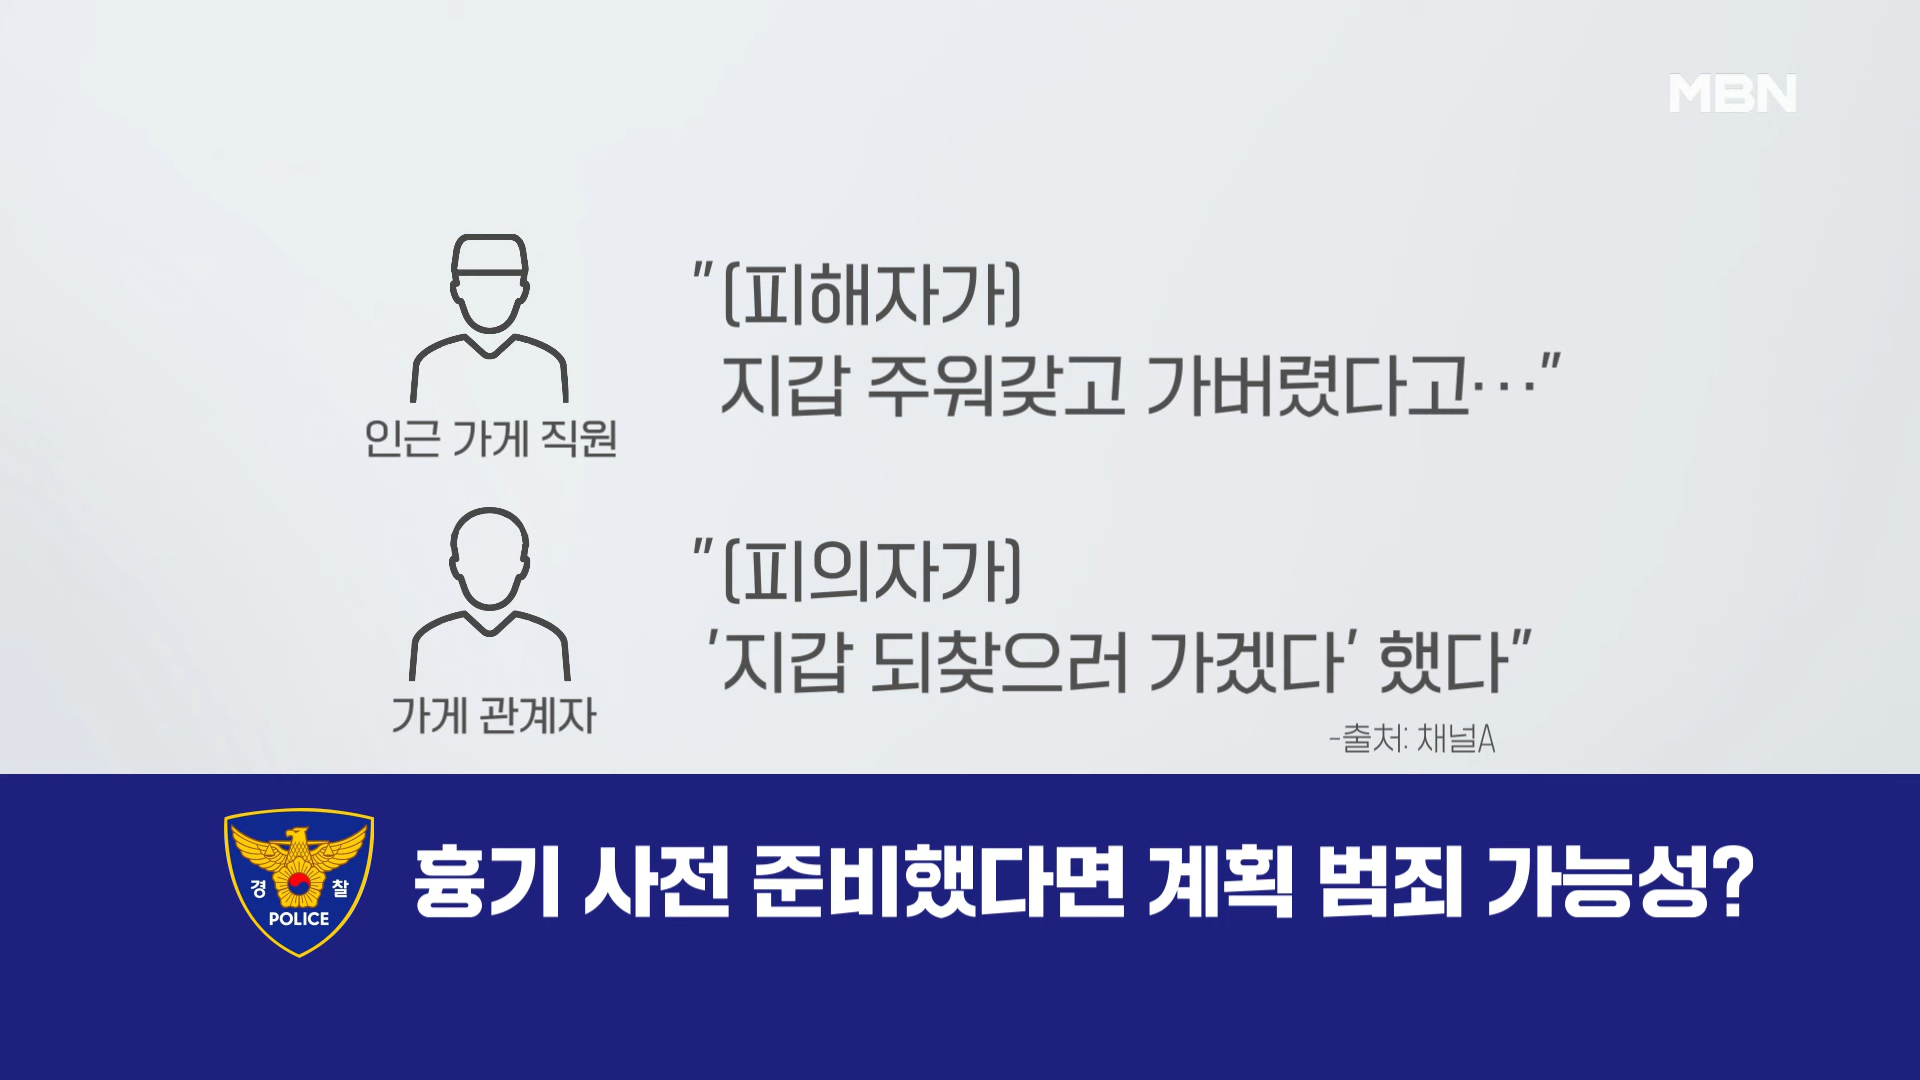 MBN
"(피해자가)
지갑 주워갖고 가버렸다고…"
인근 가게 직원
"(피의자가)
'지갑 되찾으러 가겠다' 했다"
가게 관계자
-출처: 채널A
경찰
POLICE
흉기 사전 준비했다면 계획 범죄 가능성?